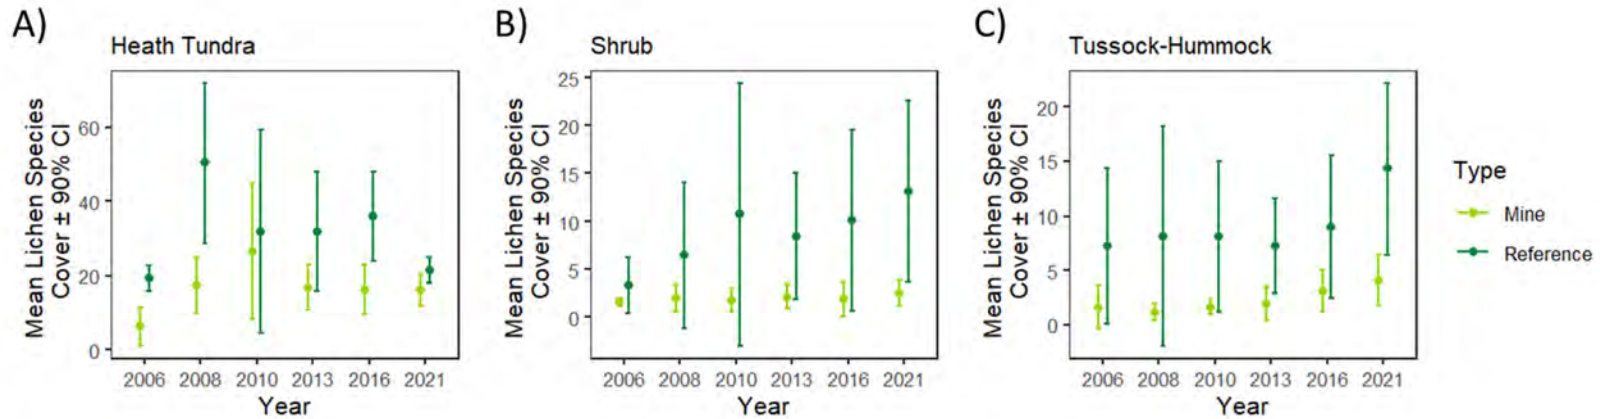 A)
Heath Tundra
Mean Lichen Species
Cover ± 90% CI
60
40
20
0
2006 2008 2010 2013 2016 2021
Year
B)
Shrub
Mean Lichen Species
Cover ± 90% CI
25
20
15
10
5
0
2006 2008 2010 2013 2016 2021
Year
C)
Tussock-Hummock
Mean Lichen Species
Cover ± 90% CI
20
15
10
5
0
2006 2008 2010 2013 2016 2021
Year
Type
Mine
Reference